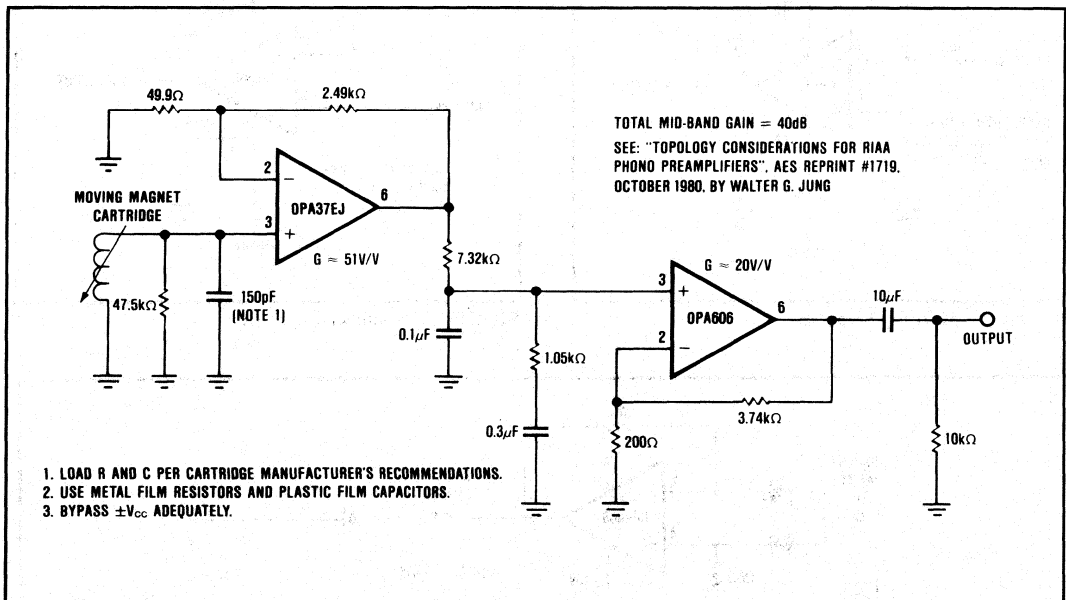 49.9Ω
2.49kΩ
TOTAL MID-BAND GAIN = 40dB
SEE: "TOPOLOGY CONSIDERATIONS FOR RIAA
PHONO PREAMPLIFIERS", AES REPRINT #1719,
OCTOBER 1980, BY WALTER G. JUNG
MOVING MAGNET
CARTRIDGE
2
−
OPA37EJ
6
3
+
G ≈ 51V/V
7.32kΩ
47.5kΩ
150pF
(NOTE 1)
0.1μF
1.05kΩ
0.3μF
G ≈ 20V/V
3
+
OPA606
6
2
−
10μF
OUTPUT
3.74kΩ
200Ω
10kΩ
1. LOAD R AND C PER CARTRIDGE MANUFACTURER'S RECOMMENDATIONS.
2. USE METAL FILM RESISTORS AND PLASTIC FILM CAPACITORS.
3. BYPASS ±Vcc ADEQUATELY.